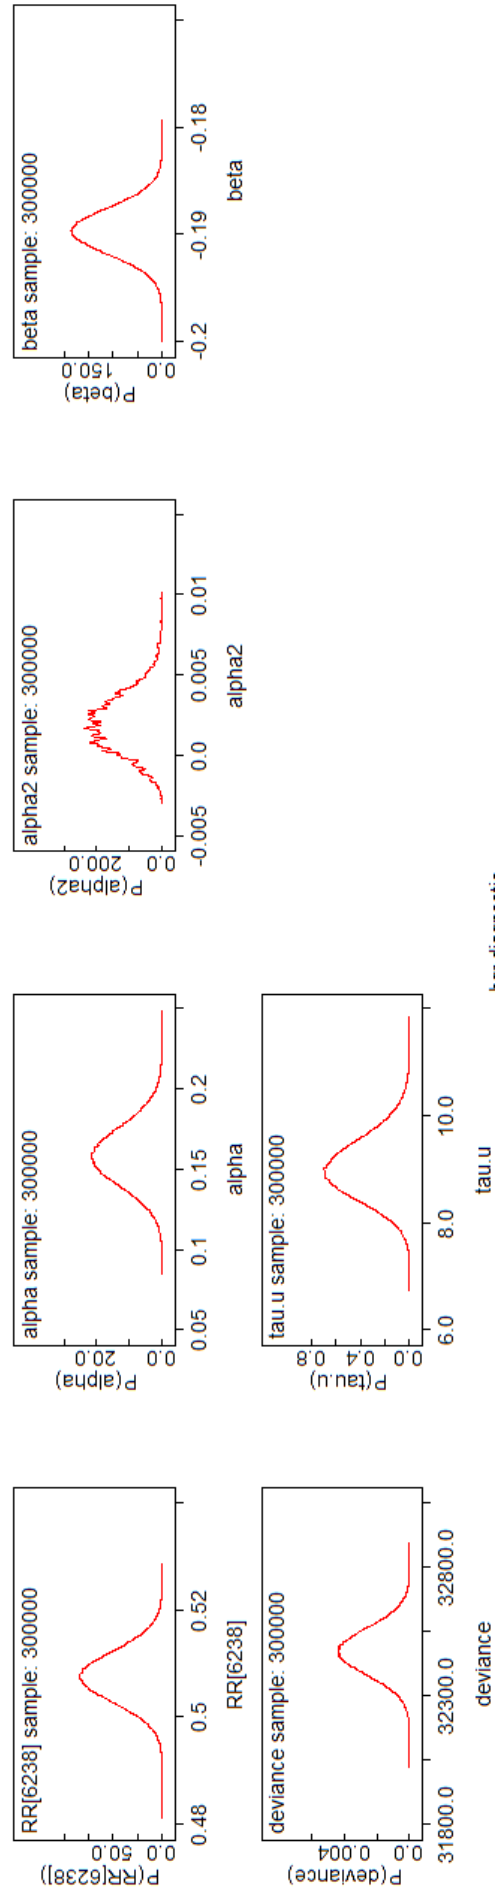 RR[6238] sample: 300000
P(RR[6238])
0.0 50.0
0.48 0.5 0.52
RR[6238]
alpha sample: 300000
P(alpha)
0.0 20.0
0.05 0.1 0.15 0.2
alpha
alpha2 sample: 300000
P(alpha2)
0.0 200.0
-0.005 0.0 0.005 0.01
alpha2
beta sample: 300000
P(beta)
0.0 150.0
-0.2 -0.19 -0.18
beta
deviance sample: 300000
P(deviance)
0.0 0.004
31800.0 32300.0 32800.0
deviance
tau.u sample: 300000
P(tau.u)
0.0 0.4 0.8
6.0 8.0 10.0
tau.u